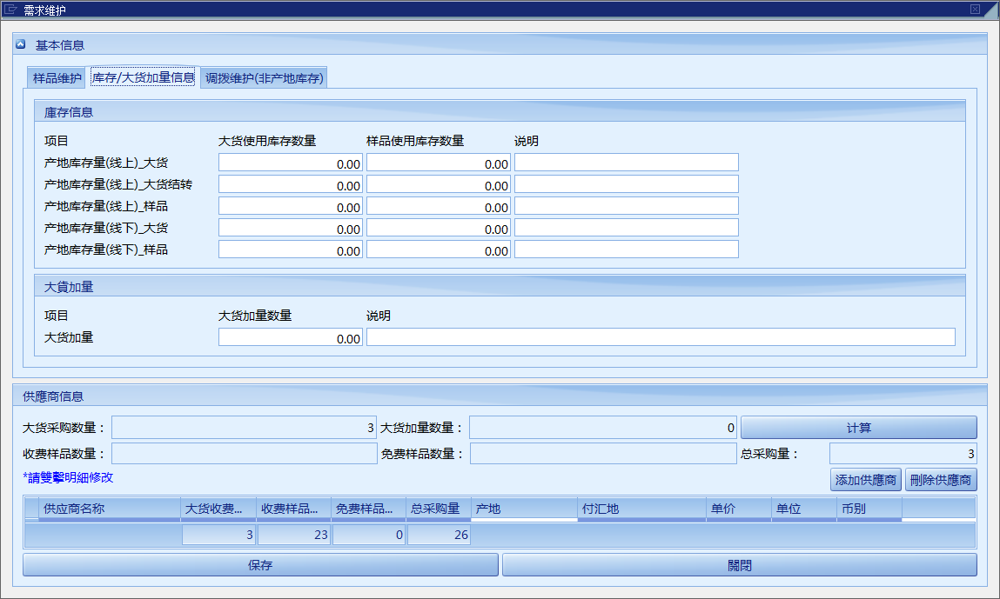 需求维护
基本信息
样品维护 库存/大货加量信息 调拨维护(非产地库存)
庫存信息
项目 大货使用库存数量 样品使用库存数量 说明
产地库存量(线上)_大货 0.00 0.00
产地库存量(线上)_大货结转 0.00 0.00
产地库存量(线上)_样品 0.00 0.00
产地库存量(线下)_大货 0.00 0.00
产地库存量(线下)_样品 0.00 0.00
大貨加量
项目 大货加量数量 说明
大货加量 0.00
供應商信息
大货采购数量： 3 大货加量数量： 0 计算
收费样品数量： 免费样品数量： 总采购量： 3
*請雙擊明細修改 添加供應商 刪除供應商
供应商名称 大货收费... 收费样品... 免费样品... 总采购量 产地 付汇地 单价 单位 币别
3 23 0 26
保存 關閉